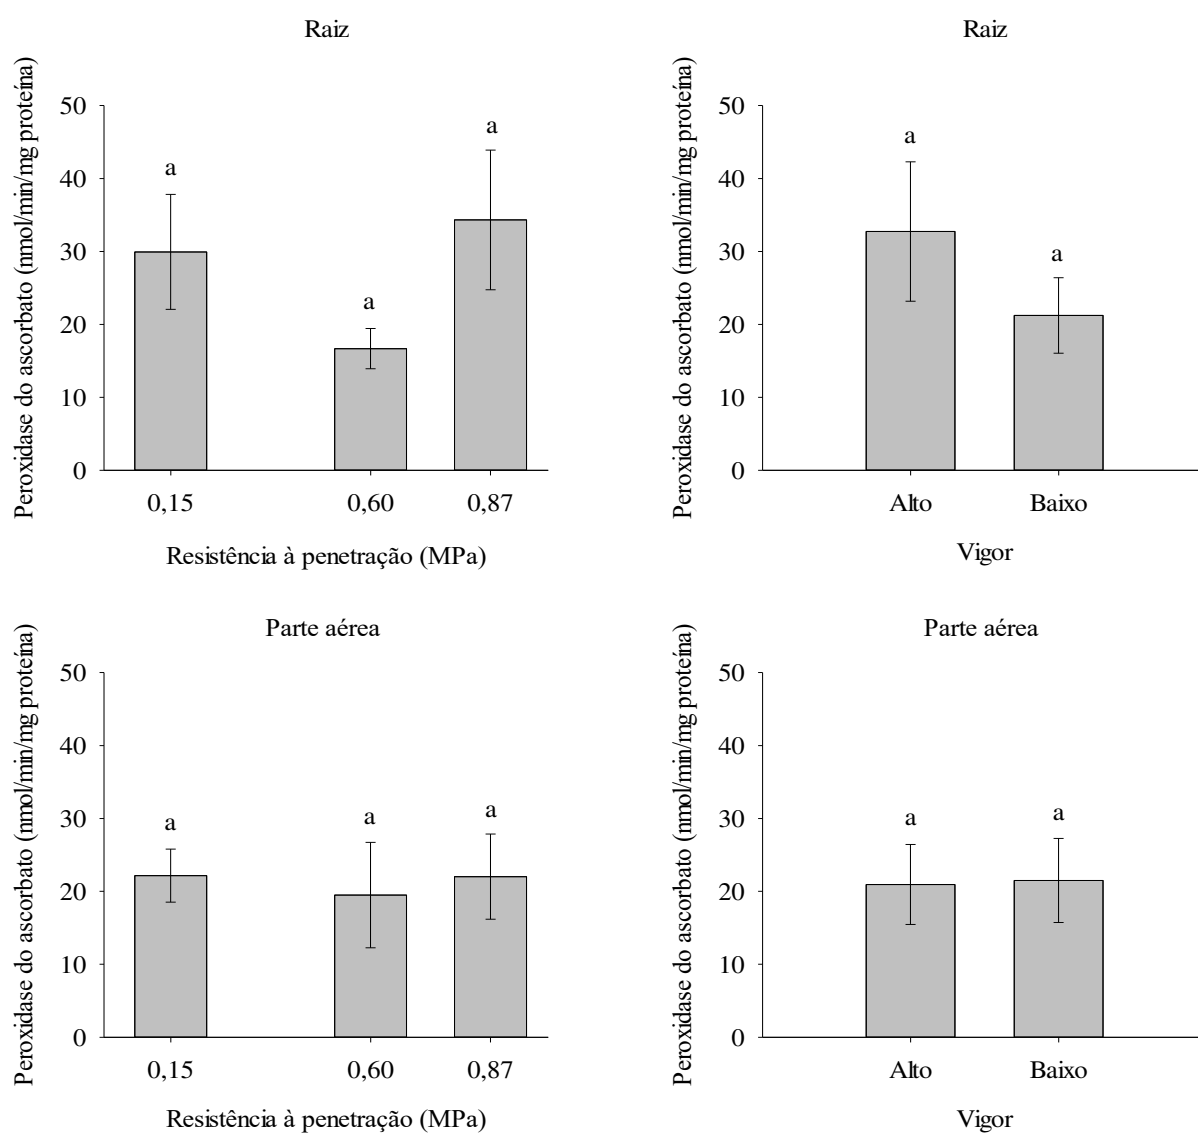 Raiz
Peroxidase do ascorbato (nmol/min/mg proteína)
50
40
30
20
10
0
a
a
a
0,15 0,60 0,87
Resistência à penetração (MPa)
Raiz
Peroxidase do ascorbato (nmol/min/mg proteína)
50
40
30
20
10
0
a
a
Alto Baixo
Vigor
Parte aérea
Peroxidase do ascorbato (nmol/min/mg proteína)
50
40
30
20
10
0
a a a
0,15 0,60 0,87
Resistência à penetração (MPa)
Parte aérea
Peroxidase do ascorbato (nmol/min/mg proteína)
50
40
30
20
10
0
a a
Alto Baixo
Vigor